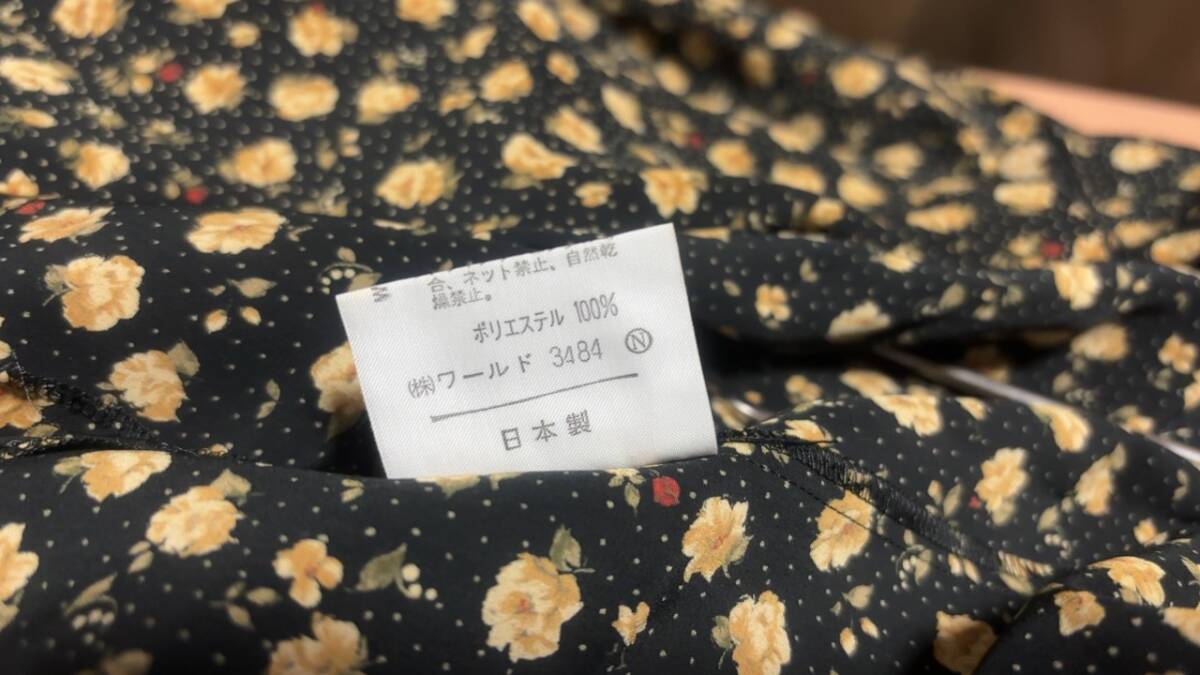 合、ネット禁止、自然乾
燥禁止。
W
ポリエステル 100%
(株)ワールド 3484 Ⓝ
日本製